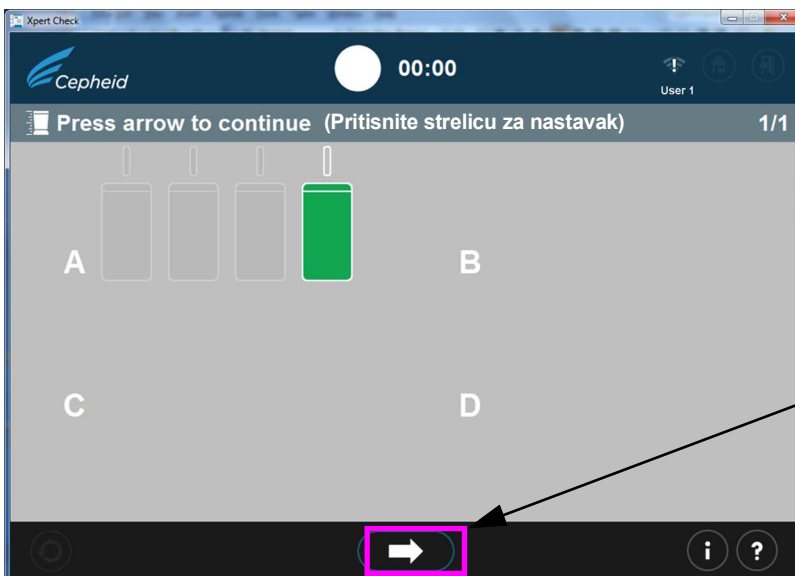 Xpert Check
Cepheid
00:00
User 1
Press arrow to continue (Pritisnite strelicu za nastavak)
1/1
A
B
C
D
i
?